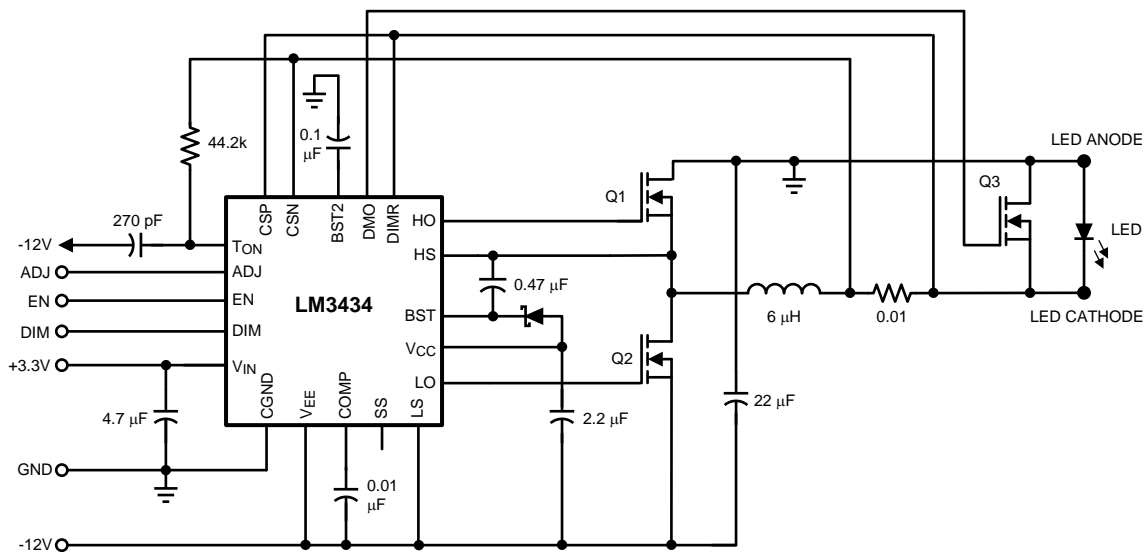 44.2k
0.1
µF
270 pF
-12V
ADJ
EN
DIM
+3.3V
4.7 µF
GND
-12V
CSP
CSN
BST2
DMO
DIMR
TON
ADJ
EN
DIM
VIN
LM3434
HO
HS
BST
VCC
LO
CGND
VEE
COMP
SS
LS
0.01
µF
0.47 µF
2.2 µF
Q1
Q2
22 µF
6 µH
0.01
Q3
LED ANODE
LED
LED CATHODE